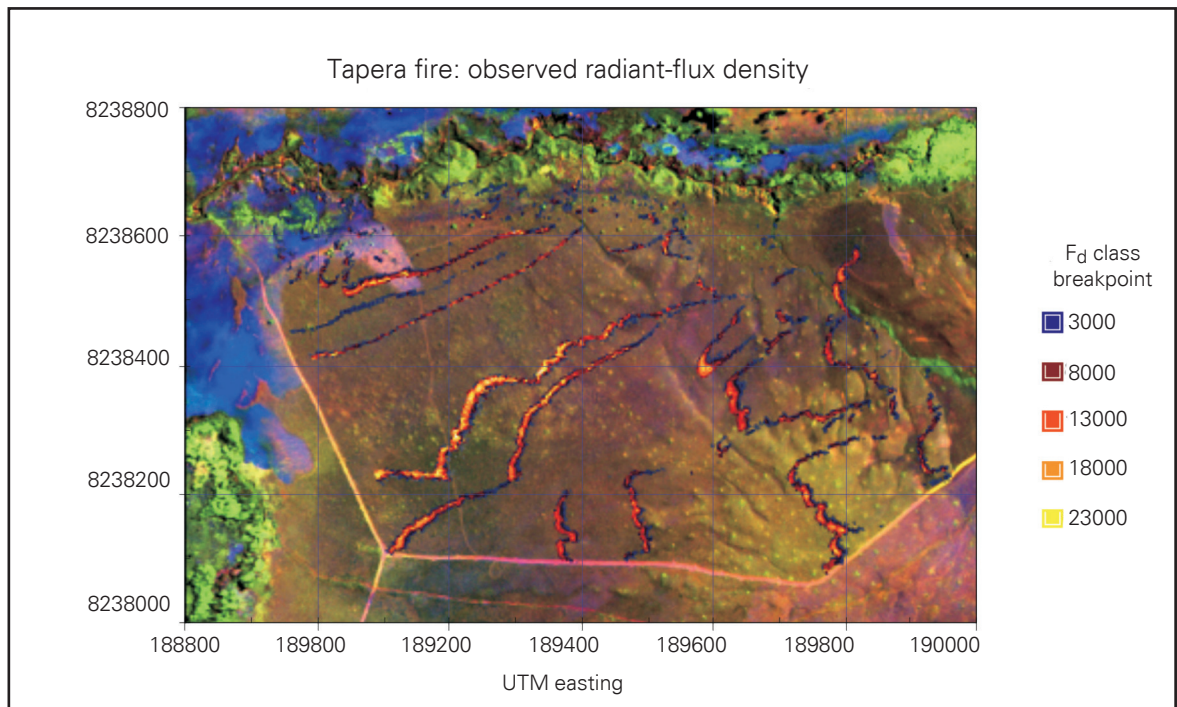 Tapera fire: observed radiant-flux density
8238800
8238600
8238400
8238200
8238000
188800 189800 189200 189400 189600 189800 190000
UTM easting
Fd class
breakpoint
3000
8000
13000
18000
23000